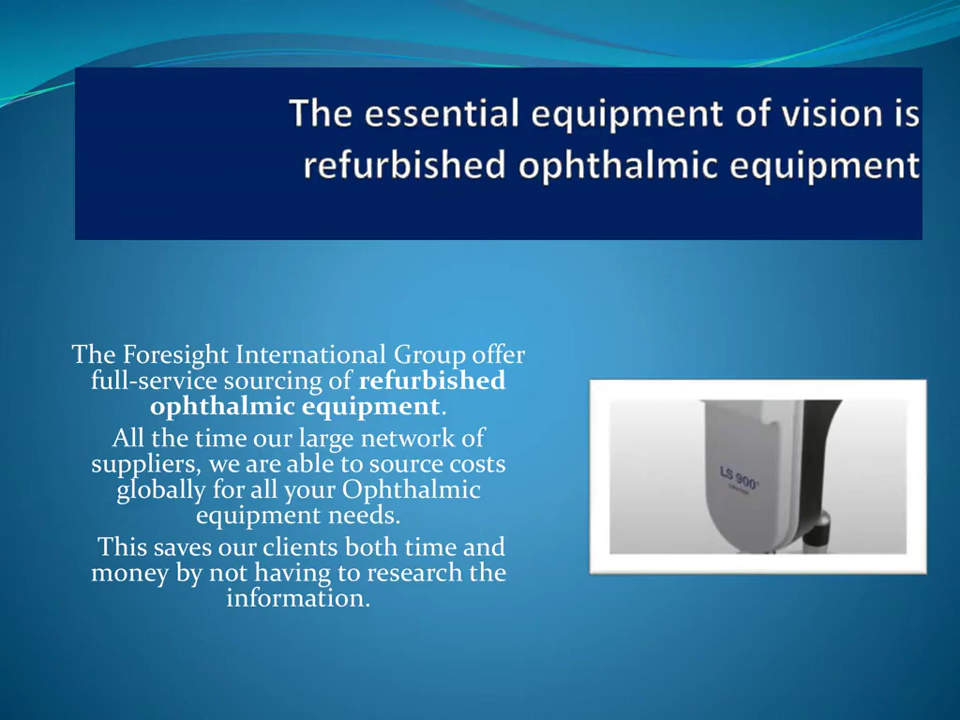 The essential equipment of vision is
refurbished ophthalmic equipment
The Foresight International Group offer
full-service sourcing of refurbished
ophthalmic equipment.
All the time our large network of
suppliers, we are able to source costs
globally for all your Ophthalmic
equipment needs.
This saves our clients both time and
money by not having to research the
information.
LS 900®